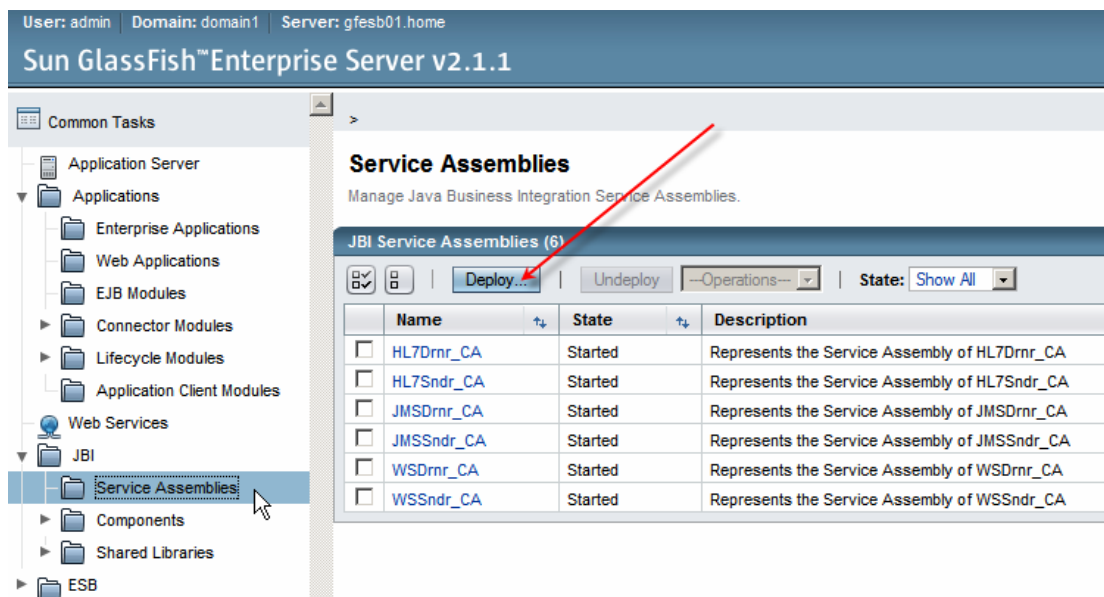 User: admin Domain: domain1 Server: gfesb01.home
Sun GlassFish™Enterprise Server v2.1.1
Common Tasks
Application Server
Applications
Enterprise Applications
Web Applications
EJB Modules
Connector Modules
Lifecycle Modules
Application Client Modules
Web Services
JBI
Service Assemblies
Components
Shared Libraries
ESB
>
Service Assemblies
Manage Java Business Integration Service Assemblies.
JBI Service Assemblies (6)
Deploy... Undeploy --Operations-- State: Show All
Name State Description
HL7Drnr_CA Started Represents the Service Assembly of HL7Drnr_CA
HL7Sndr_CA Started Represents the Service Assembly of HL7Sndr_CA
JMSDrnr_CA Started Represents the Service Assembly of JMSDrnr_CA
JMSSndr_CA Started Represents the Service Assembly of JMSSndr_CA
WSDrnr_CA Started Represents the Service Assembly of WSDrnr_CA
WSSndr_CA Started Represents the Service Assembly of WSSndr_CA